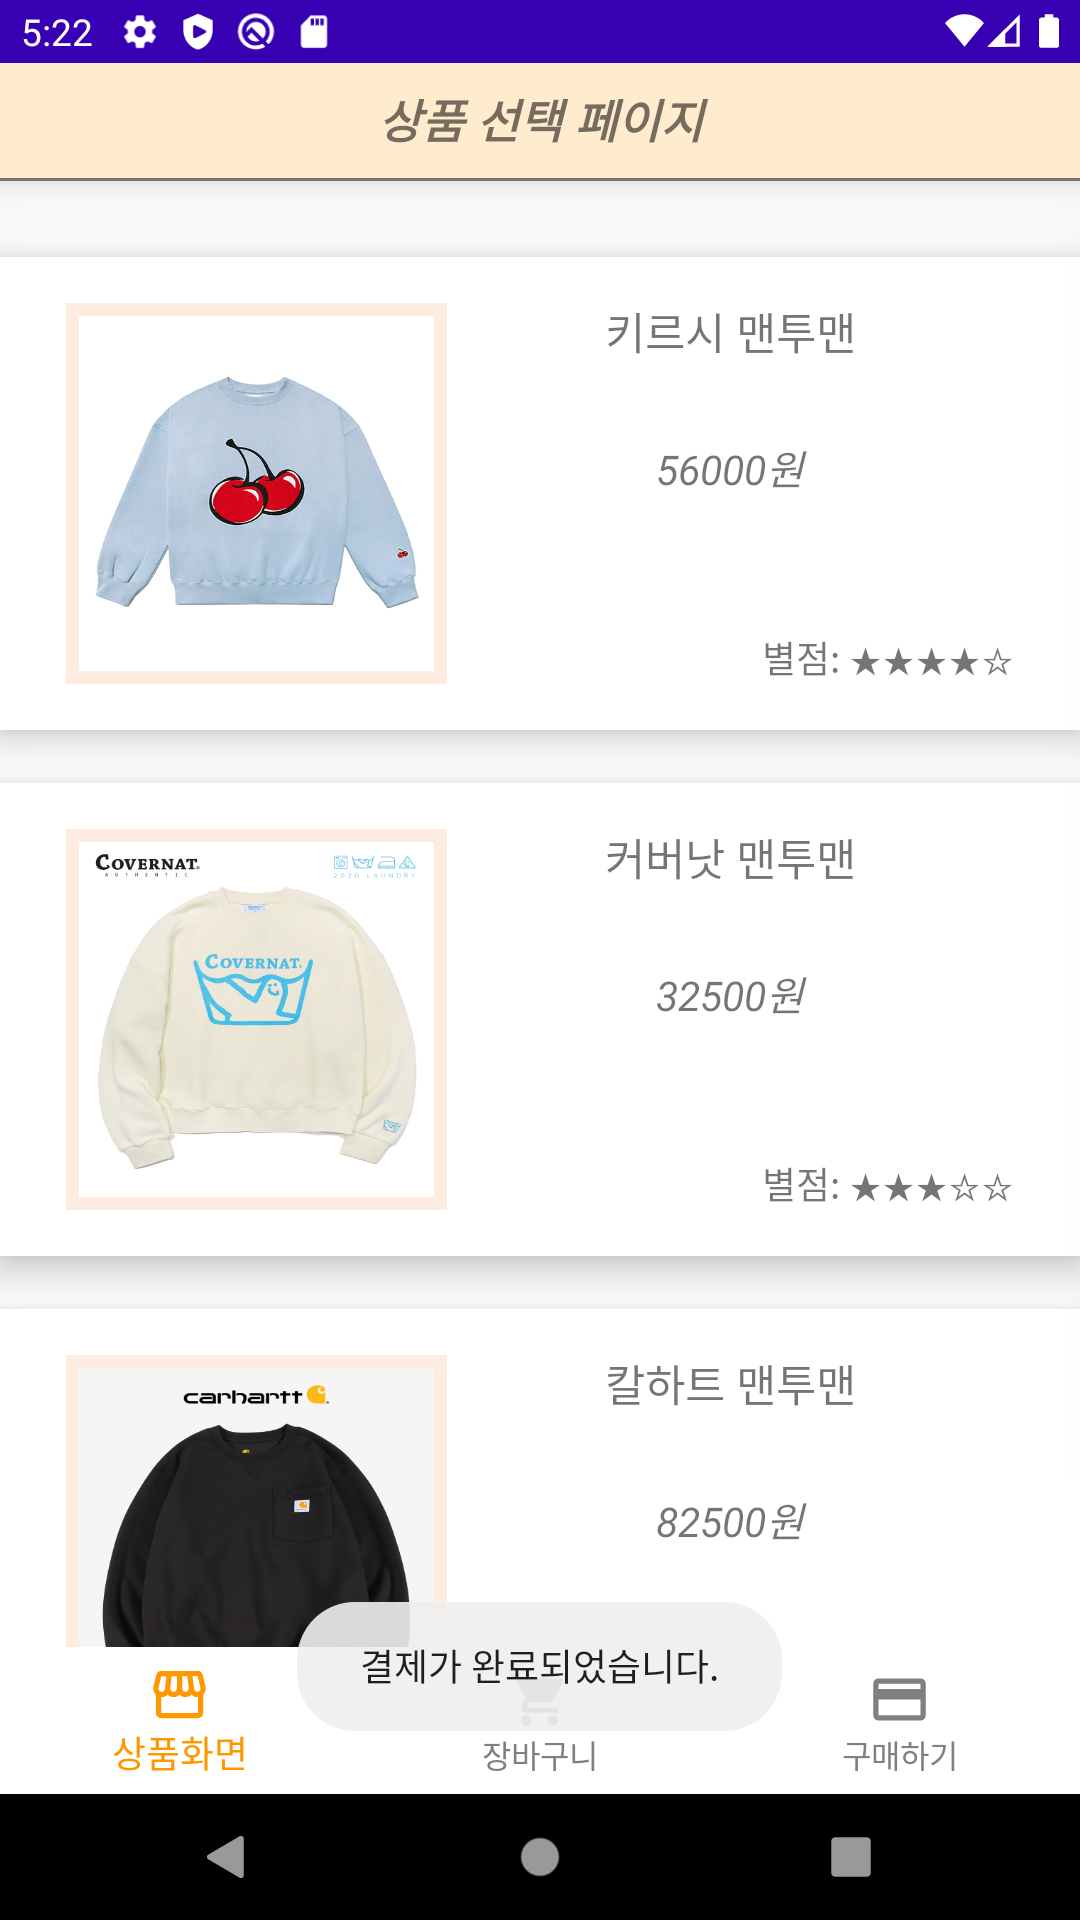 5:22
상품 선택 페이지
키르시 맨투맨
56000원
별점: ★★★★☆
COVERNAT
AUTHENTIC
2020 LAUNDRY
COVERNAT
커버낫 맨투맨
32500원
별점: ★★★☆☆
carhartt
칼하트 맨투맨
82500원
결제가 완료되었습니다.
상품화면
장바구니
구매하기